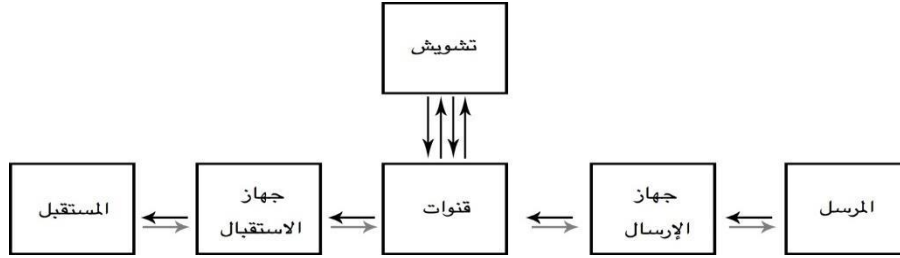 تشويش
المرسل
جهاز
الإرسال
قنوات
جهاز
الاستقبال
المستقبل